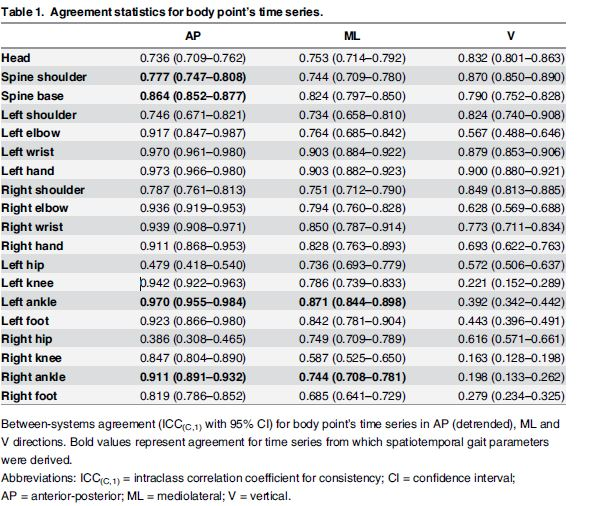 Table 1. Agreement statistics for body point's time series.
AP ML V
Head 0.736 (0.709–0.762) 0.753 (0.714–0.792) 0.832 (0.801–0.863)
Spine shoulder 0.777 (0.747–0.808) 0.744 (0.709–0.780) 0.870 (0.850–0.890)
Spine base 0.864 (0.852–0.877) 0.824 (0.797–0.850) 0.790 (0.752–0.828)
Left shoulder 0.746 (0.671–0.821) 0.734 (0.658–0.810) 0.824 (0.740–0.908)
Left elbow 0.917 (0.847–0.987) 0.764 (0.685–0.842) 0.567 (0.488–0.646)
Left wrist 0.970 (0.961–0.980) 0.903 (0.884–0.922) 0.879 (0.853–0.906)
Left hand 0.973 (0.966–0.980) 0.903 (0.882–0.923) 0.900 (0.880–0.921)
Right shoulder 0.787 (0.761–0.813) 0.751 (0.712–0.790) 0.849 (0.813–0.885)
Right elbow 0.936 (0.919–0.953) 0.794 (0.760–0.828) 0.628 (0.569–0.688)
Right wrist 0.939 (0.908–0.971) 0.850 (0.787–0.914) 0.773 (0.711–0.834)
Right hand 0.911 (0.868–0.953) 0.828 (0.763–0.893) 0.693 (0.622–0.763)
Left hip 0.479 (0.418–0.540) 0.736 (0.693–0.779) 0.572 (0.506–0.637)
Left knee 0.942 (0.922–0.963) 0.786 (0.739–0.833) 0.221 (0.152–0.289)
Left ankle 0.970 (0.955–0.984) 0.871 (0.844–0.898) 0.392 (0.342–0.442)
Left foot 0.923 (0.866–0.980) 0.842 (0.781–0.904) 0.443 (0.396–0.491)
Right hip 0.386 (0.308–0.465) 0.749 (0.709–0.789) 0.616 (0.571–0.661)
Right knee 0.847 (0.804–0.890) 0.587 (0.525–0.650) 0.163 (0.128–0.198)
Right ankle 0.911 (0.891–0.932) 0.744 (0.708–0.781) 0.198 (0.133–0.262)
Right foot 0.819 (0.786–0.852) 0.685 (0.641–0.729) 0.279 (0.234–0.325)
Between-systems agreement (ICC(C,1) with 95% CI) for body point's time series in AP (detrended), ML and
V directions. Bold values represent agreement for time series from which spatiotemporal gait parameters
were derived.
Abbreviations: ICC(C,1) = intraclass correlation coefficient for consistency; CI = confidence interval;
AP = anterior-posterior; ML = mediolateral; V = vertical.